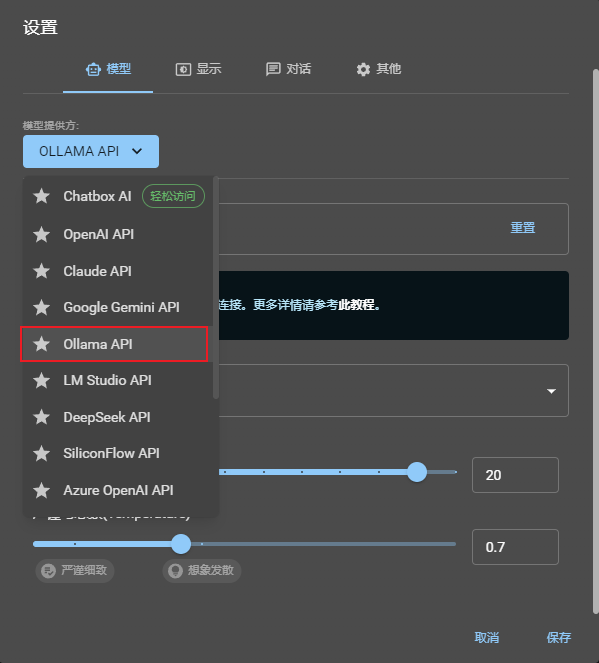 设置
模型
显示
对话
其他
模型提供方:
OLLAMA API
Chatbox AI 轻松访问
OpenAI API
重置
Claude API
Google Gemini API
连接。更多详情请参考此教程。
Ollama API
LM Studio API
DeepSeek API
SiliconFlow API
20
Azure OpenAI API
(Temperature)
0.7
严谨细致
想象发散
取消
保存